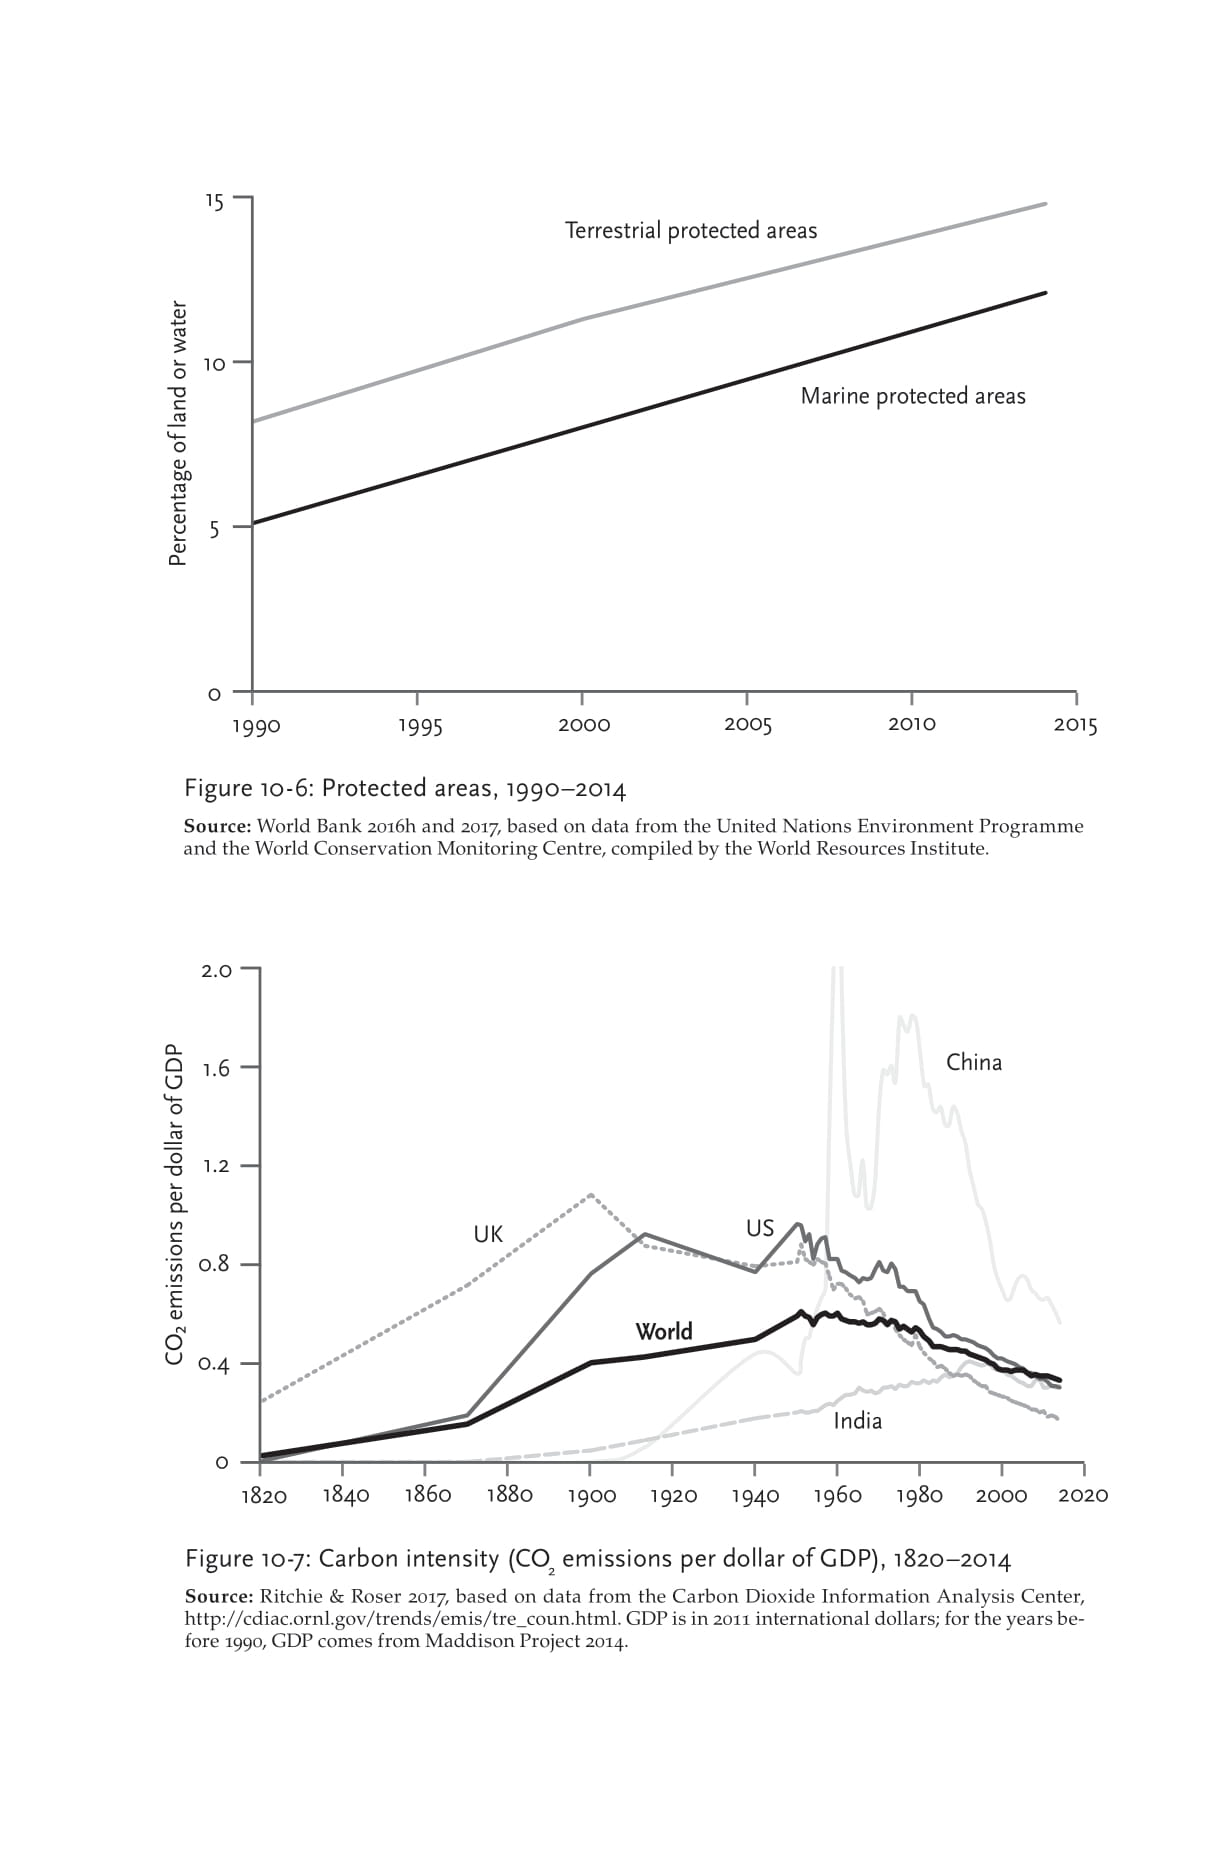 15
Terrestrial protected areas
10
Marine protected areas
5
0
Percentage of land or water
1990 1995 2000 2005 2010 2015
Figure 10-6: Protected areas, 1990–2014
Source: World Bank 2016h and 2017, based on data from the United Nations Environment Programme
and the World Conservation Monitoring Centre, compiled by the World Resources Institute.
2.0
1.6
China
1.2
UK
US
0.8
World
0.4
India
0
CO₂ emissions per dollar of GDP
1820 1840 1860 1880 1900 1920 1940 1960 1980 2000 2020
Figure 10-7: Carbon intensity (CO₂ emissions per dollar of GDP), 1820–2014
Source: Ritchie & Roser 2017, based on data from the Carbon Dioxide Information Analysis Center,
http://cdiac.ornl.gov/trends/emis/tre_coun.html. GDP is in 2011 international dollars; for the years be-
fore 1990, GDP comes from Maddison Project 2014.